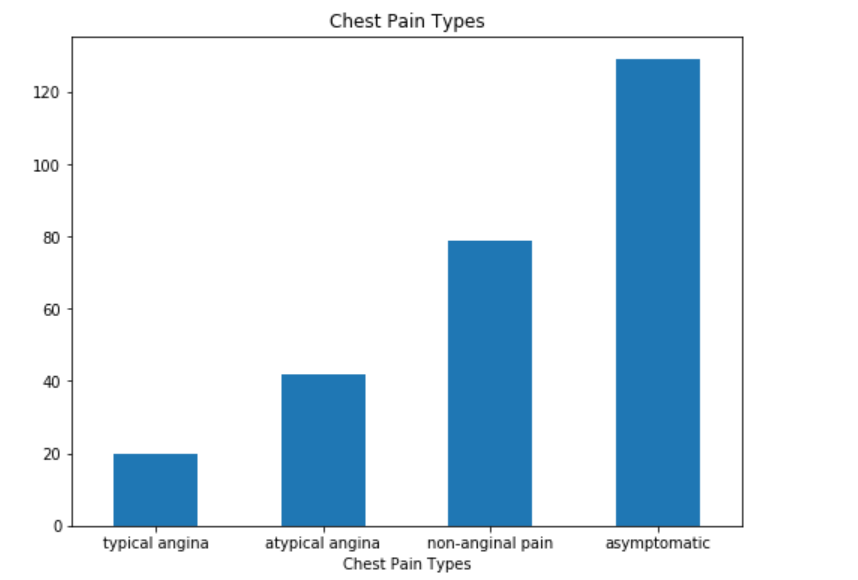 Chest Pain Types
120
100
80
60
40
20
0
typical angina atypical angina non-anginal pain asymptomatic
Chest Pain Types